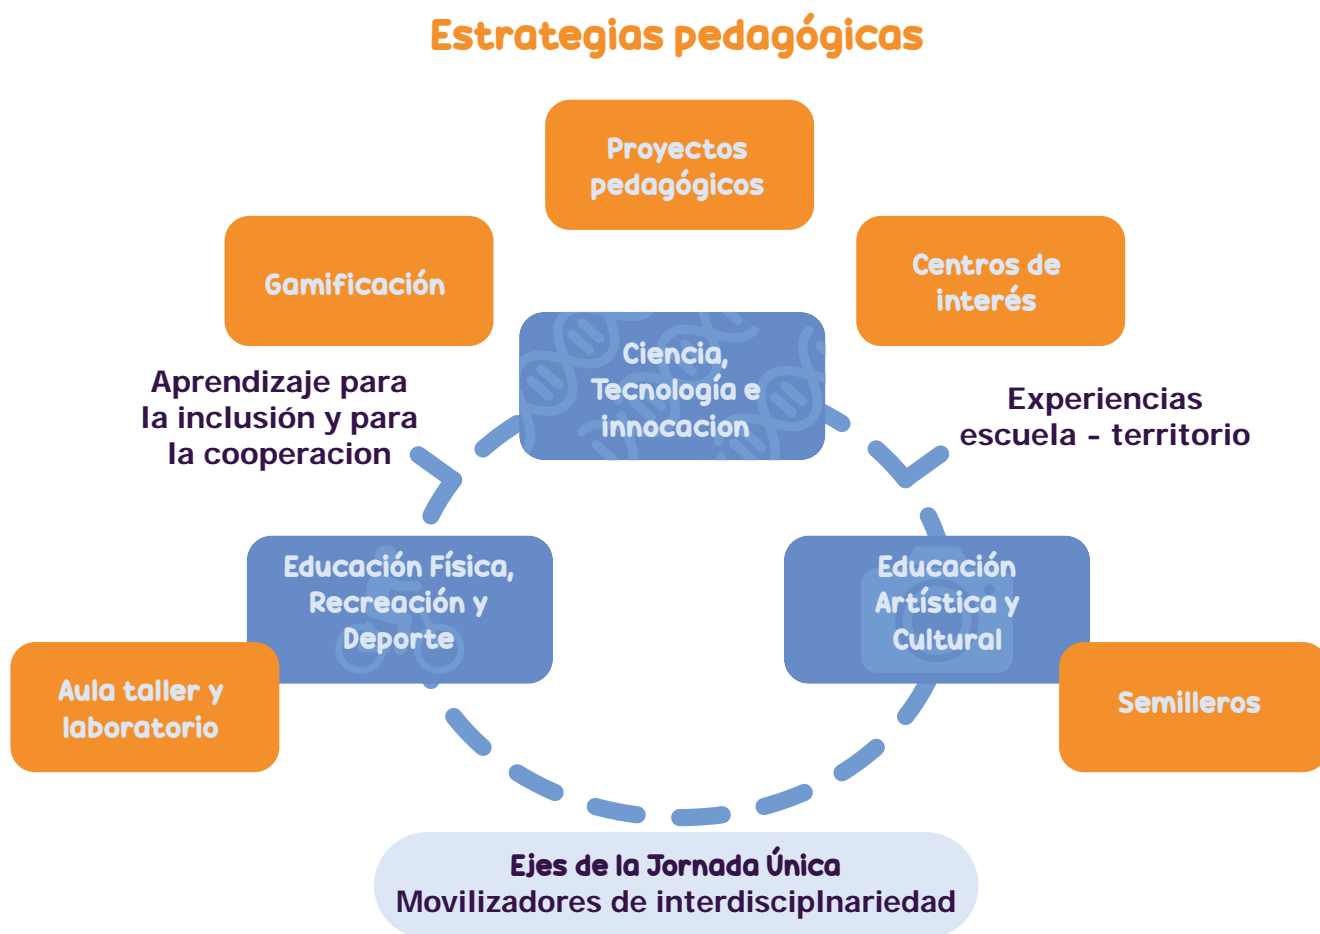 Estrategias pedagógicas
Proyectos
pedagógicos
Gamificación
Centros de
interés
Ciencia,
Tecnología e
innocacion
Aprendizaje para
la inclusión y para
la cooperacion
Experiencias
escuela - territorio
Educación Física,
Recreación y
Deporte
Educación
Artística y
Cultural
Aula taller y
laboratorio
Semilleros
Ejes de la Jornada Única
Movilizadores de interdisciplnariedad